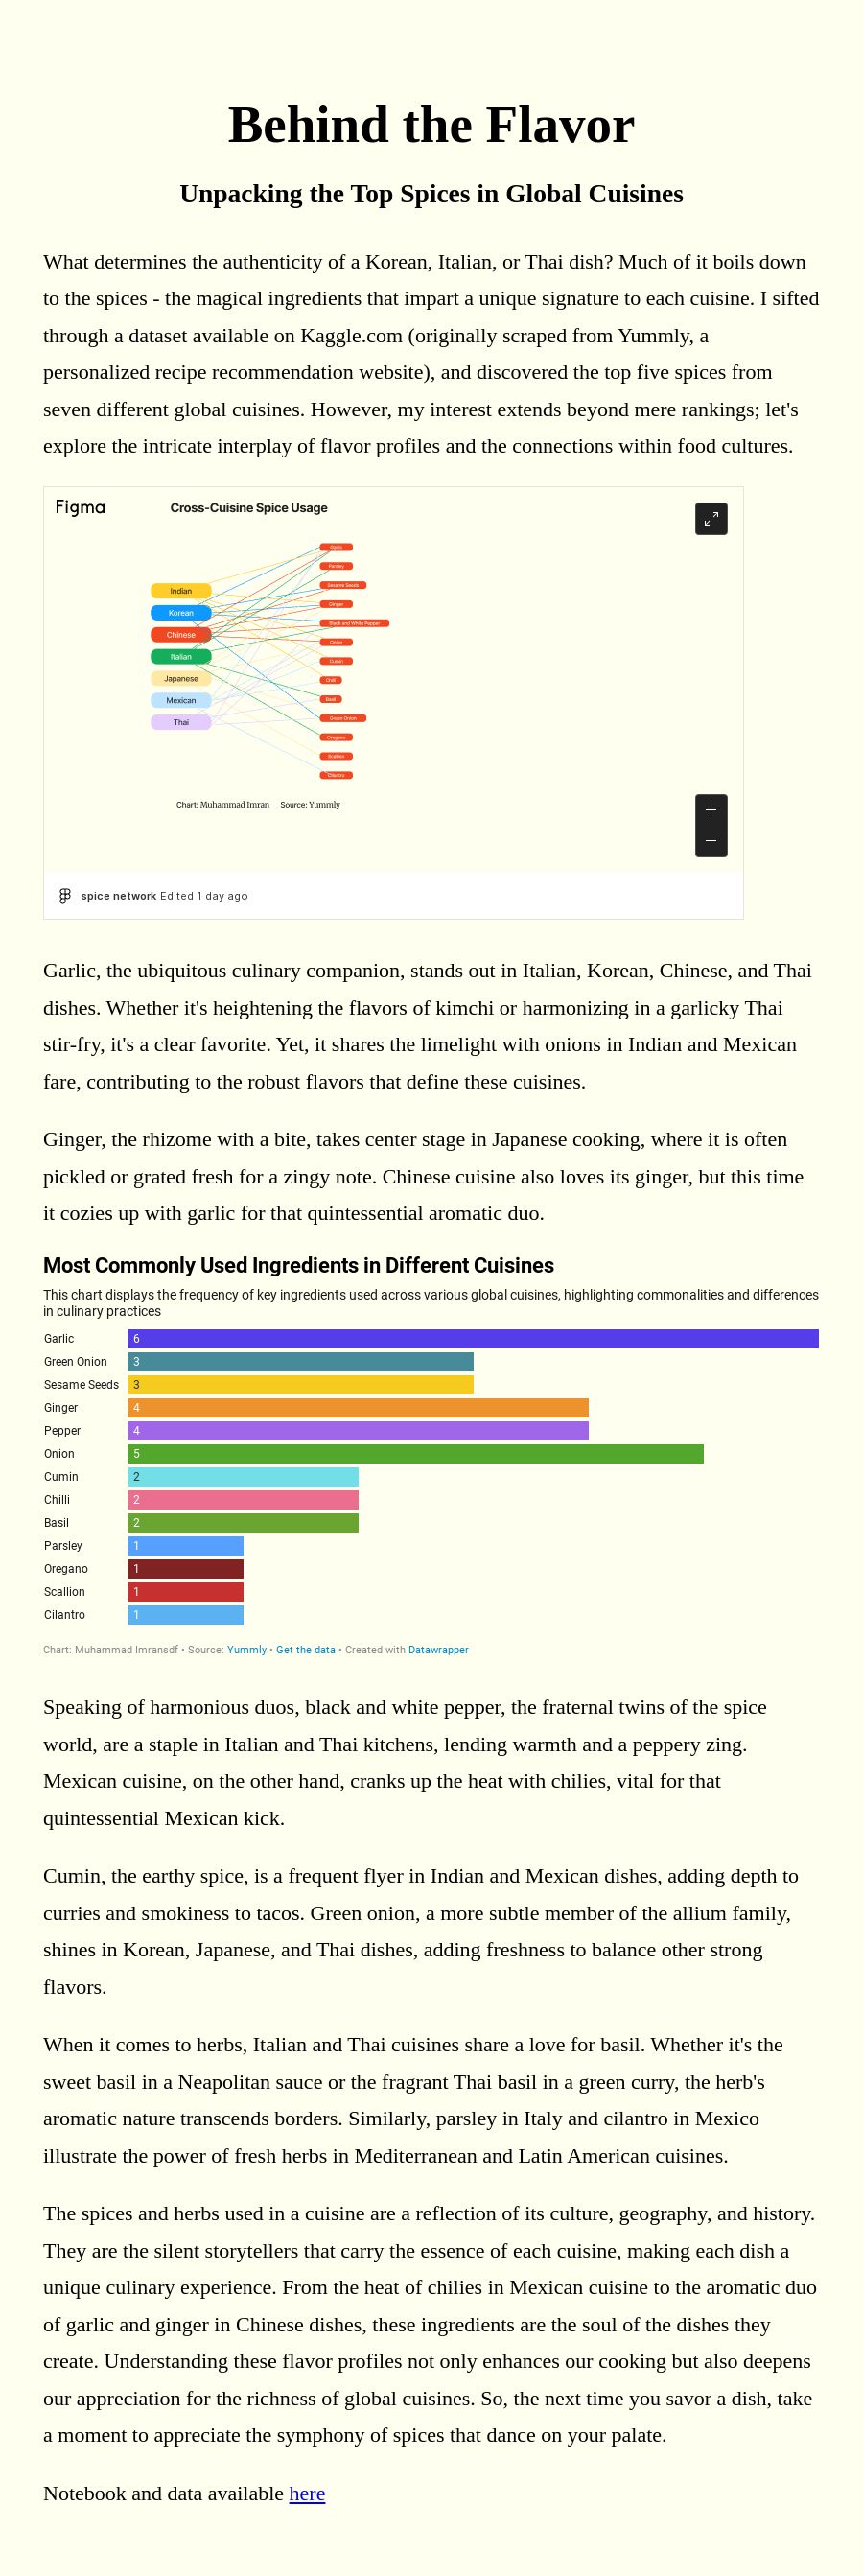 Behind the Flavor
Unpacking the Top Spices in Global Cuisines
What determines the authenticity of a Korean, Italian, or Thai dish? Much of it boils down
to the spices - the magical ingredients that impart a unique signature to each cuisine. I sifted
through a dataset available on Kaggle.com (originally scraped from Yummly, a
personalized recipe recommendation website), and discovered the top five spices from
seven different global cuisines. However, my interest extends beyond mere rankings; let's
explore the intricate interplay of flavor profiles and the connections within food cultures.
Figma
Cross-Cuisine Spice Usage
Indian
Korean
Chinese
Italian
Japanese
Mexican
Thai
Garlic
Parsley
Sesame Seeds
Ginger
Black and White Pepper
Onion
Cumin
Chilli
Basil
Green Onion
Oregano
Scallion
Cilantro
Chart: Muhammad Imran Source: Yummly
spice network Edited 1 day ago
Garlic, the ubiquitous culinary companion, stands out in Italian, Korean, Chinese, and Thai
dishes. Whether it's heightening the flavors of kimchi or harmonizing in a garlicky Thai
stir-fry, it's a clear favorite. Yet, it shares the limelight with onions in Indian and Mexican
fare, contributing to the robust flavors that define these cuisines.
Ginger, the rhizome with a bite, takes center stage in Japanese cooking, where it is often
pickled or grated fresh for a zingy note. Chinese cuisine also loves its ginger, but this time
it cozies up with garlic for that quintessential aromatic duo.
Most Commonly Used Ingredients in Different Cuisines
This chart displays the frequency of key ingredients used across various global cuisines, highlighting commonalities and differences
in culinary practices
Garlic 6
Green Onion 3
Sesame Seeds 3
Ginger 4
Pepper 4
Onion 5
Cumin 2
Chilli 2
Basil 2
Parsley 1
Oregano 1
Scallion 1
Cilantro 1
Chart: Muhammad Imransdf • Source: Yummly • Get the data • Created with Datawrapper
Speaking of harmonious duos, black and white pepper, the fraternal twins of the spice
world, are a staple in Italian and Thai kitchens, lending warmth and a peppery zing.
Mexican cuisine, on the other hand, cranks up the heat with chilies, vital for that
quintessential Mexican kick.
Cumin, the earthy spice, is a frequent flyer in Indian and Mexican dishes, adding depth to
curries and smokiness to tacos. Green onion, a more subtle member of the allium family,
shines in Korean, Japanese, and Thai dishes, adding freshness to balance other strong
flavors.
When it comes to herbs, Italian and Thai cuisines share a love for basil. Whether it's the
sweet basil in a Neapolitan sauce or the fragrant Thai basil in a green curry, the herb's
aromatic nature transcends borders. Similarly, parsley in Italy and cilantro in Mexico
illustrate the power of fresh herbs in Mediterranean and Latin American cuisines.
The spices and herbs used in a cuisine are a reflection of its culture, geography, and history.
They are the silent storytellers that carry the essence of each cuisine, making each dish a
unique culinary experience. From the heat of chilies in Mexican cuisine to the aromatic duo
of garlic and ginger in Chinese dishes, these ingredients are the soul of the dishes they
create. Understanding these flavor profiles not only enhances our cooking but also deepens
our appreciation for the richness of global cuisines. So, the next time you savor a dish, take
a moment to appreciate the symphony of spices that dance on your palate.
Notebook and data available here